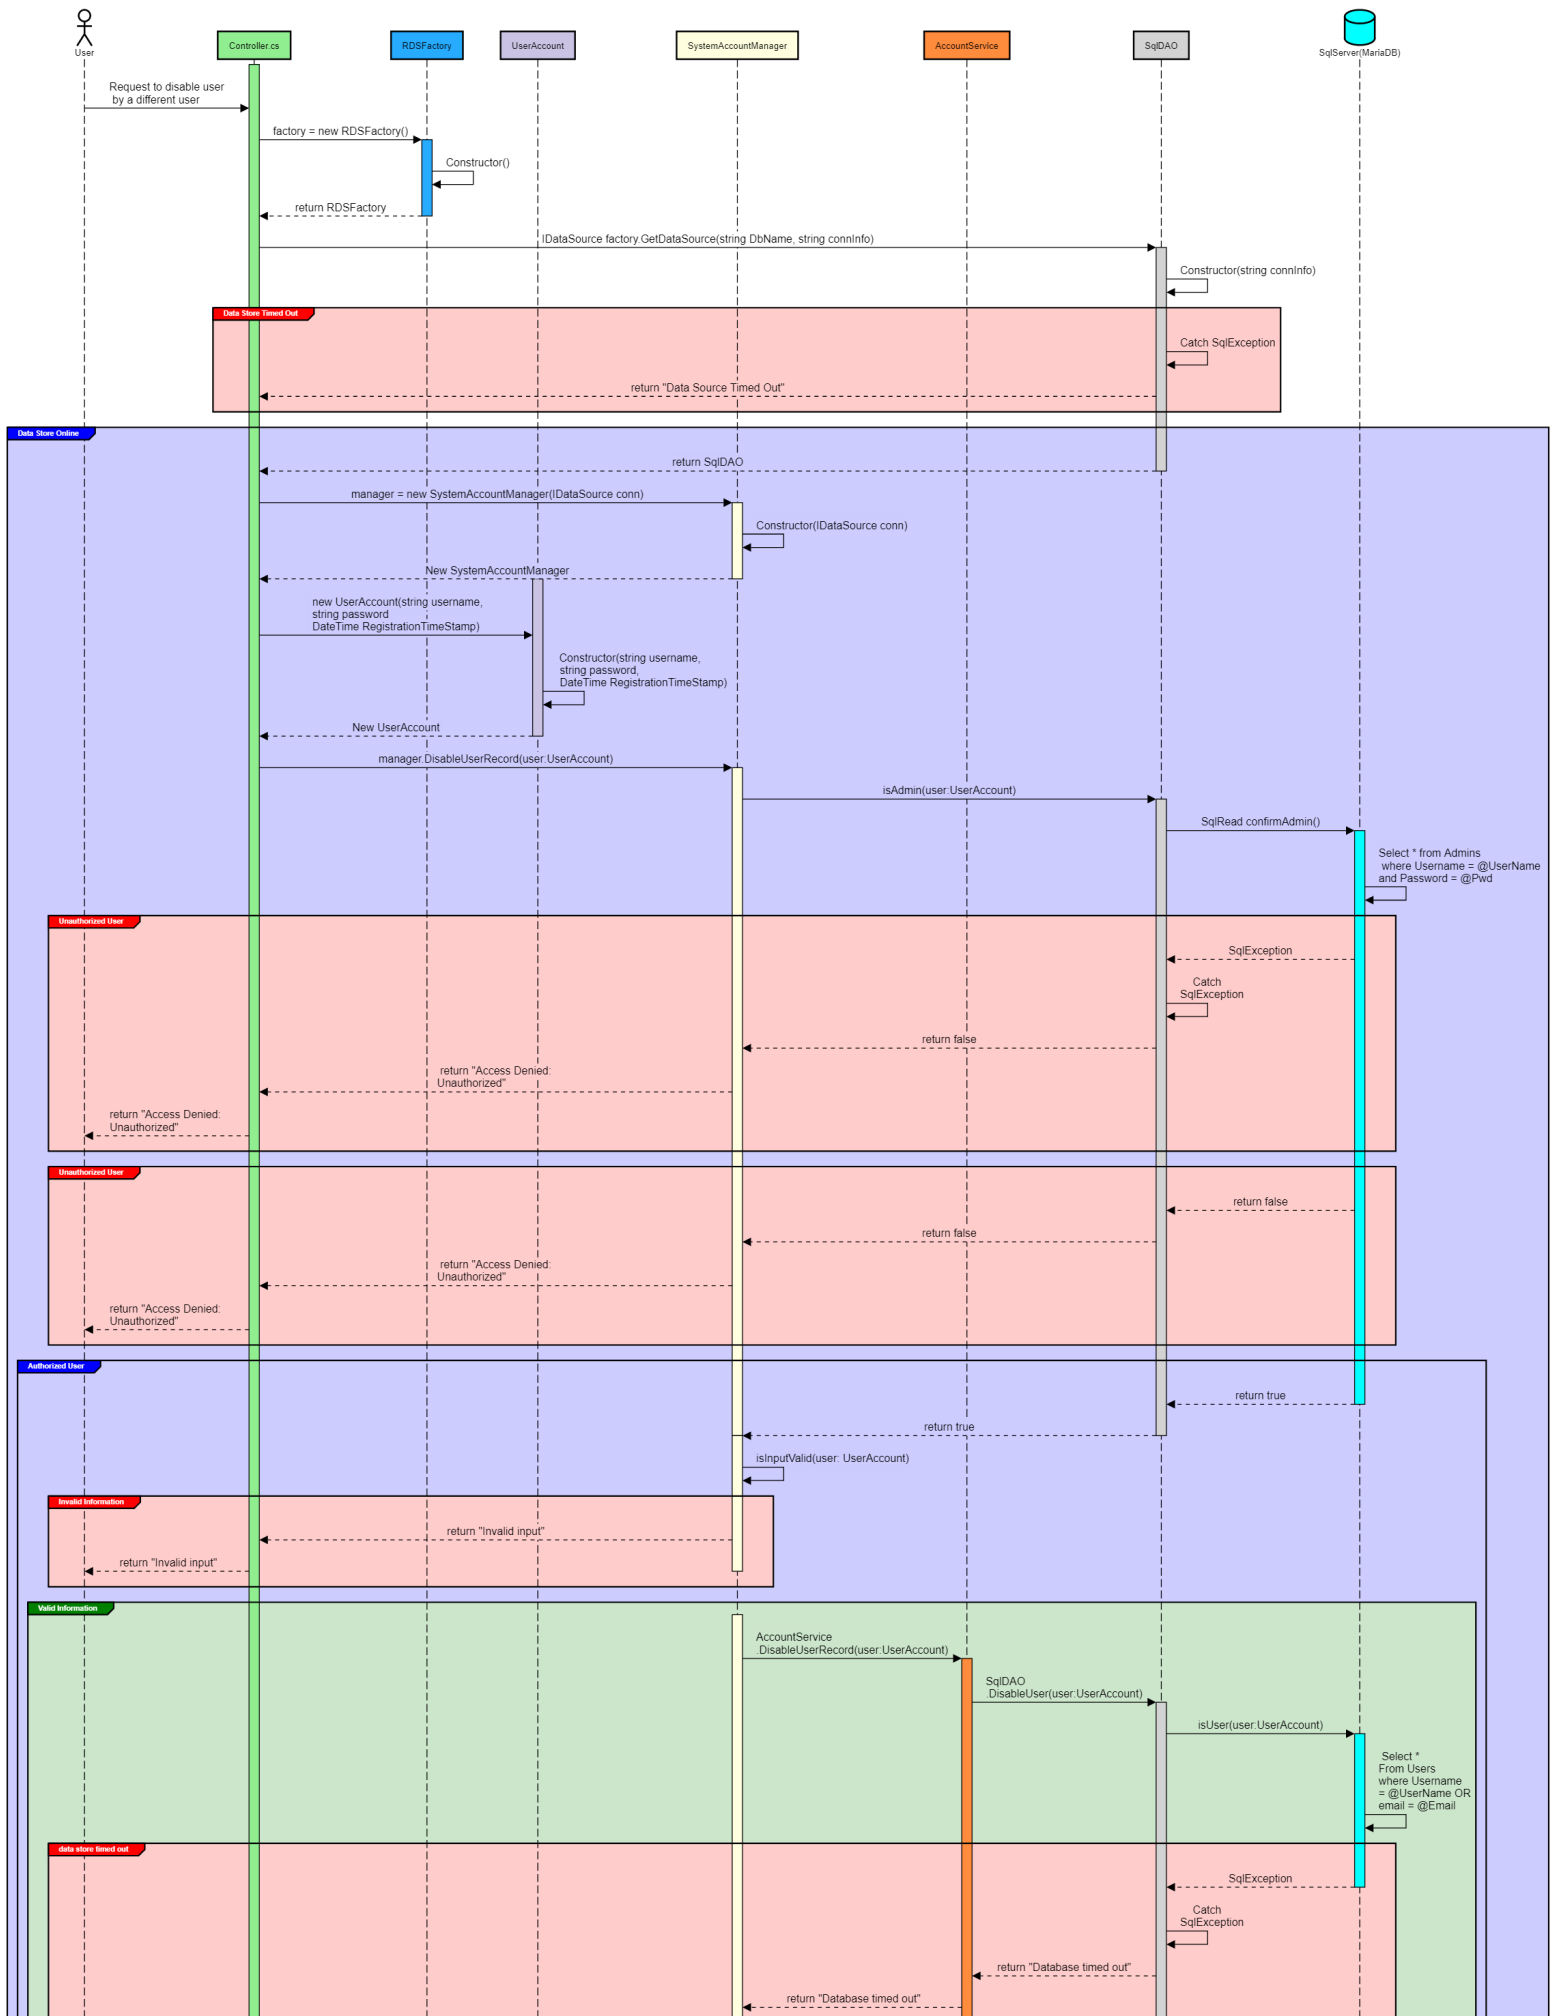 User
Controller.cs
RDSFactory
UserAccount
SystemAccountManager
AccountService
SqlDAO
SqlServer(MariaDB)
Request to disable user
by a different user
factory = new RDSFactory()
Constructor()
return RDSFactory
IDataSource factory.GetDataSource(string DbName, string connInfo)
Constructor(string connInfo)
Data Store Timed Out
Catch SqlException
return "Data Source Timed Out"
Data Store Online
return SqlDAO
manager = new SystemAccountManager(IDataSource conn)
Constructor(IDataSource conn)
New SystemAccountManager
new UserAccount(string username,
string password
DateTime RegistrationTimeStamp)
Constructor(string username,
string password,
DateTime RegistrationTimeStamp)
New UserAccount
manager.DisableUserRecord(user:UserAccount)
isAdmin(user:UserAccount)
SqlRead confirmAdmin()
Select * from Admins
where Username = @UserName
and Password = @Pwd
Unauthorized User
SqlException
Catch
SqlException
return false
return "Access Denied:
Unauthorized"
return "Access Denied:
Unauthorized"
Unauthorized User
return false
return false
return "Access Denied:
Unauthorized"
return "Access Denied:
Unauthorized"
Authorized User
return true
return true
isInputValid(user: UserAccount)
Invalid Information
return "Invalid input"
return "Invalid input"
Valid Information
AccountService
.DisableUserRecord(user:UserAccount)
SqlDAO
.DisableUser(user:UserAccount)
isUser(user:UserAccount)
Select *
From Users
where Username
= @UserName OR
email = @Email
data store timed out
SqlException
Catch
SqlException
return "Database timed out"
return "Database timed out"